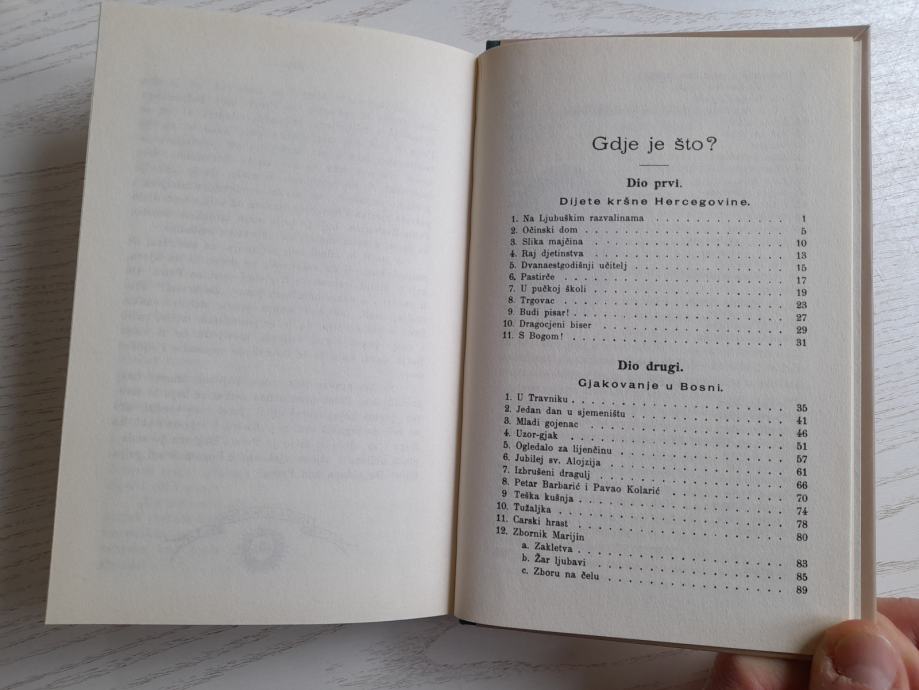 Gdje je što?
Dio prvi.
Dijete kršne Hercegovine.
1. Na Ljubuškim razvalinama . . . . . . . . . . . . 1
2. Očinski dom . . . . . . . . . . . . . . . . . . 5
3. Slika majčina . . . . . . . . . . . . . . . . . 10
4. Raj djetinstva . . . . . . . . . . . . . . . . . 13
5. Dvanaestgodišnji učitelj . . . . . . . . . . . . . 15
6. Pastirče . . . . . . . . . . . . . . . . . . . 17
7. U pučkoj školi . . . . . . . . . . . . . . . . . 19
8. Trgovac . . . . . . . . . . . . . . . . . . . 23
9. Budi pisar! . . . . . . . . . . . . . . . . . . 27
10. Dragocjeni biser . . . . . . . . . . . . . . . . 29
11. S Bogom! . . . . . . . . . . . . . . . . . . 31
Dio drugi.
Gjakovanje u Bosni.
1. U Travniku . . . . . . . . . . . . . . . . . . 35
2. Jedan dan u sjemeništu . . . . . . . . . . . . . 41
3. Mladi gojenac . . . . . . . . . . . . . . . . . 46
4. Uzor-gjak . . . . . . . . . . . . . . . . . . 51
5. Ogledalo za lijenčinu . . . . . . . . . . . . . . 57
6. Jubilej sv. Alojzija . . . . . . . . . . . . . . . 61
7. Izbrušeni dragulj . . . . . . . . . . . . . . . . 66
8. Petar Barbarić i Pavao Kolarić . . . . . . . . . . 70
9 Teška kušnja . . . . . . . . . . . . . . . . . 74
10. Tužaljka . . . . . . . . . . . . . . . . . . . 78
11. Carski hrast . . . . . . . . . . . . . . . . . 80
12. Zbornik Marijin
a. Zakletva . . . . . . . . . . . . . . . . . . 83
b. Žar ljubavi . . . . . . . . . . . . . . . . . 85
c. Zboru na čelu . . . . . . . . . . . . . . . . 89